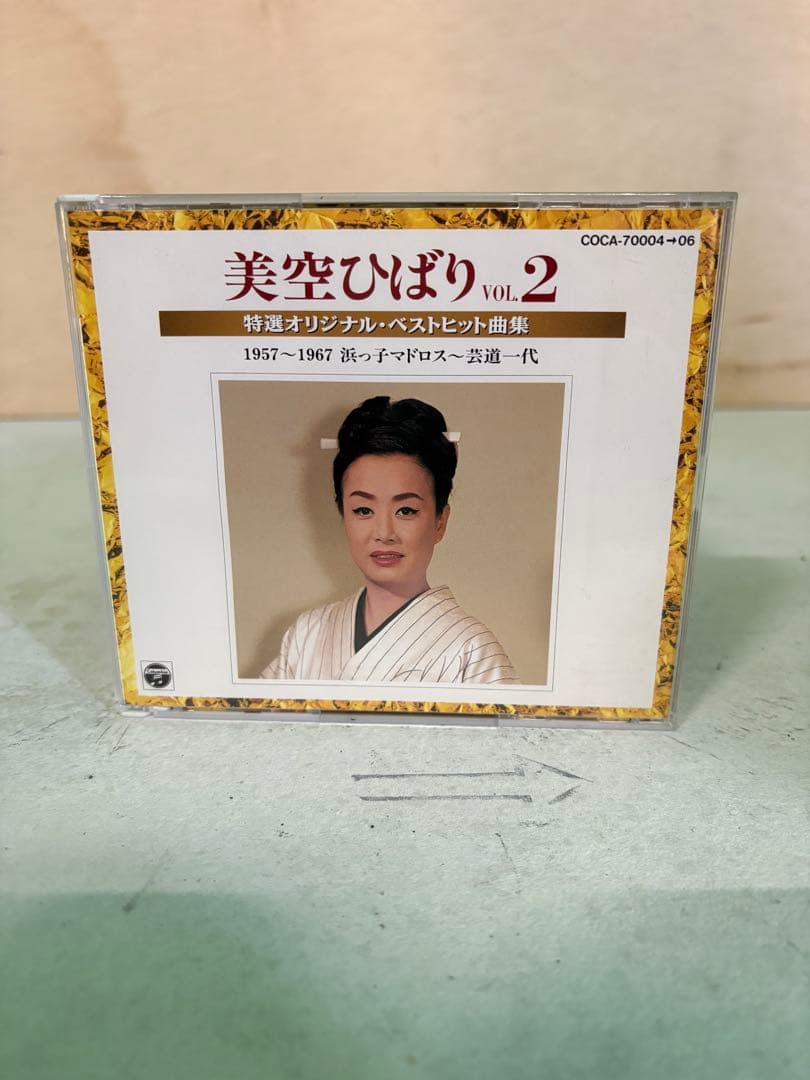 COCA-70004→06
美空ひばり VOL.2
特選オリジナル・ベストヒット曲集
1957〜1967 浜っ子マドロス〜芸道一代
Columbia